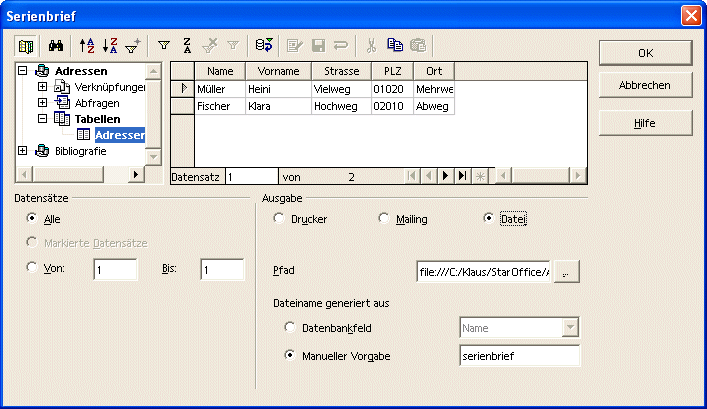 Serienbrief
OK
Abbrechen
Hilfe
Adressen
Verknüpfungen
Abfragen
Tabellen
Adressen
Bibliografie
Name Vorname Strasse PLZ Ort
Müller Heini Vielweg 01020 Mehrwe
Fischer Klara Hochweg 02010 Abweg
Datensatz 1 von 2
Datensätze
Alle
Markierte Datensätze
Von: 1 Bis: 1
Ausgabe
Drucker Mailing Datei
Pfad file:///C:/Klaus/StarOffice/A ...
Dateiname generiert aus
Datenbankfeld Name
Manueller Vorgabe serienbrief